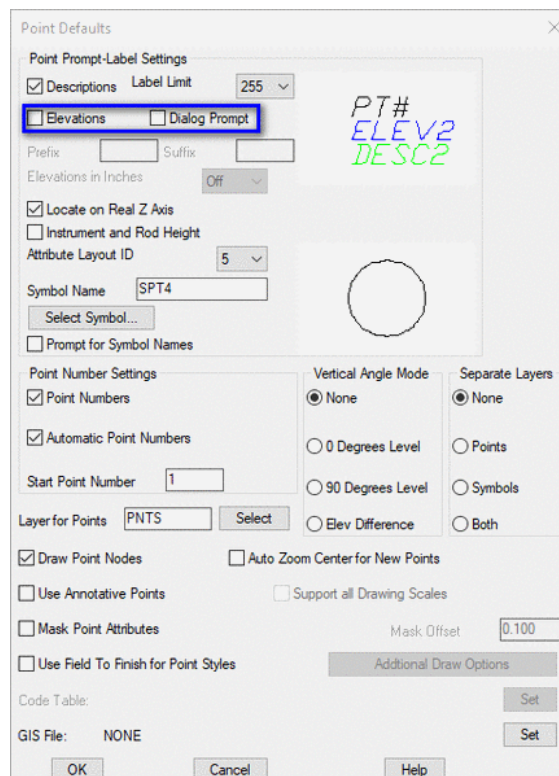 Point Defaults
Point Prompt-Label Settings
Descriptions Label Limit 255
Elevations Dialog Prompt
Prefix Suffix
Elevations in Inches Off
Locate on Real Z Axis
Instrument and Rod Height
Attribute Layout ID 5
Symbol Name SPT4
Select Symbol...
Prompt for Symbol Names
PT#
ELEV2
DESC2
Point Number Settings
Point Numbers
Automatic Point Numbers
Start Point Number 1
Vertical Angle Mode
None
0 Degrees Level
90 Degrees Level
Elev Difference
Separate Layers
None
Points
Symbols
Both
Layer for Points PNTS Select
Draw Point Nodes Auto Zoom Center for New Points
Use Annotative Points Support all Drawing Scales
Mask Point Attributes Mask Offset 0.100
Use Field To Finish for Point Styles Addtional Draw Options
Code Table: Set
GIS File: NONE Set
OK Cancel Help